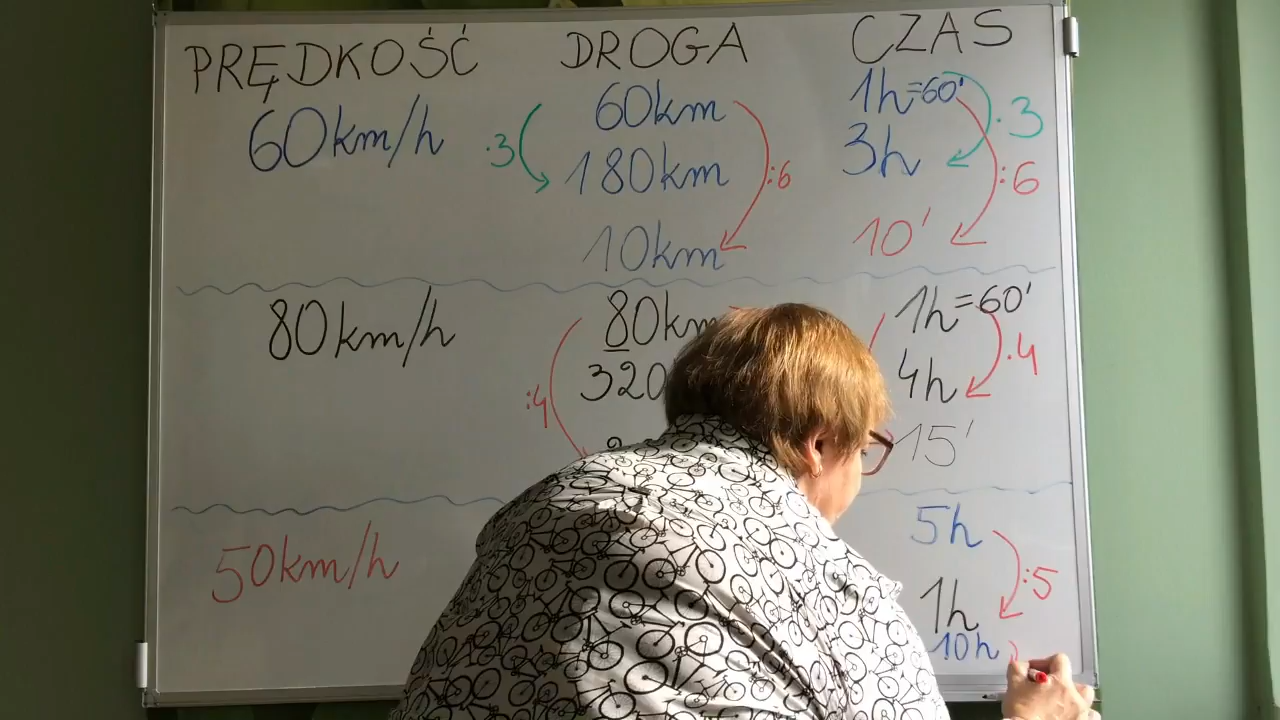 PRĘDKOŚĆ DROGA CZAS
60km/h ·3 60km :6 1h=60' ·3
180km 3h :6
10km 10'
80km/h 80km 1h=60' ·4
:4 320 4h
15'
50km/h 5h :5
1h
10h